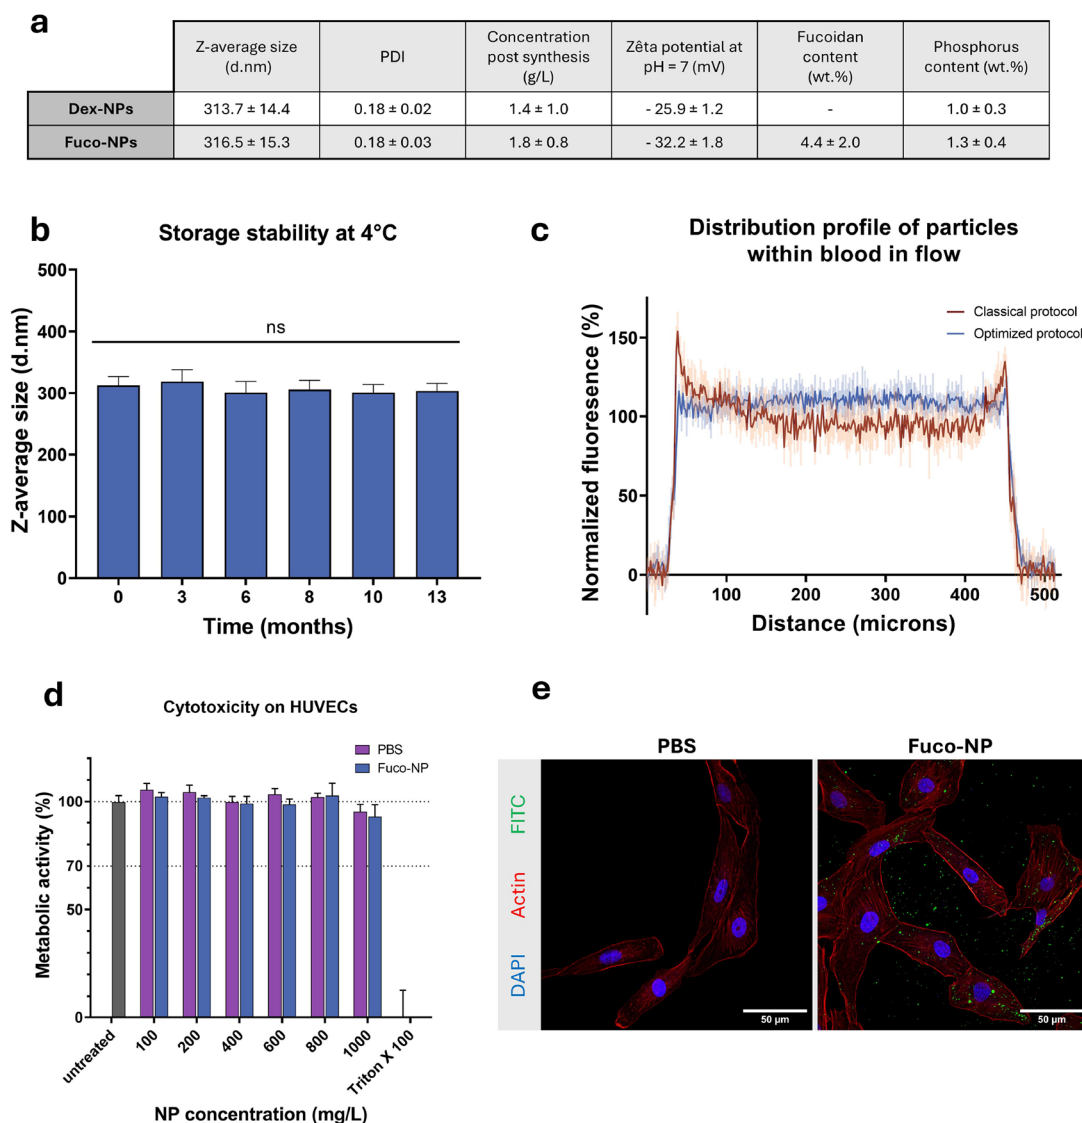 a
Z-average size (d.nm)
PDI
Concentration post synthesis (g/L)
Zêta potential at pH = 7 (mV)
Fucoidan content (wt.%)
Phosphorus content (wt.%)
Dex-NPs 313.7 ± 14.4 0.18 ± 0.02 1.4 ± 1.0 - 25.9 ± 1.2 - 1.0 ± 0.3
Fuco-NPs 316.5 ± 15.3 0.18 ± 0.03 1.8 ± 0.8 - 32.2 ± 1.8 4.4 ± 2.0 1.3 ± 0.4
b
Storage stability at 4°C
Z-average size (d.nm)
500
400
300
200
100
0
ns
0 3 6 8 10 13
Time (months)
c
Distribution profile of particles
within blood in flow
Normalized fluoresence (%)
150
100
50
0
Classical protocol
Optimized protocol
100 200 300 400 500
Distance (microns)
d
Cytotoxicity on HUVECs
Metabolic activity (%)
100
70
50
0
PBS
Fuco-NP
untreated 100 200 400 600 800 1000 Triton X 100
NP concentration (mg/L)
e
PBS
Fuco-NP
FITC
Actin
DAPI
50 µm
50 µm